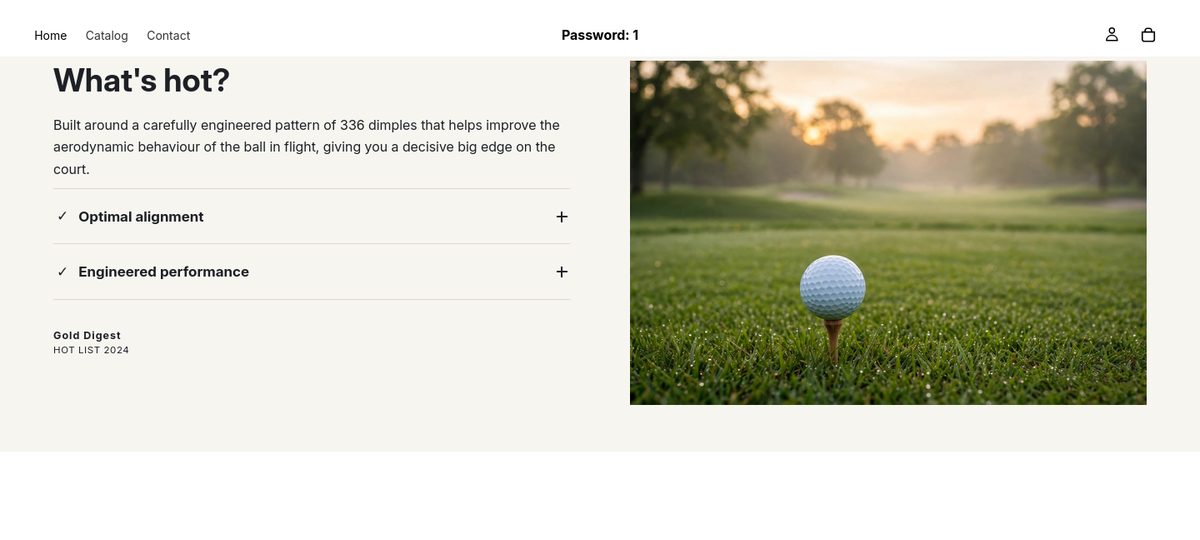 Home Catalog Contact Password: 1
What's hot?
Built around a carefully engineered pattern of 336 dimples that helps improve the
aerodynamic behaviour of the ball in flight, giving you a decisive big edge on the
court.
✓ Optimal alignment +
✓ Engineered performance +
Gold Digest
HOT LIST 2024